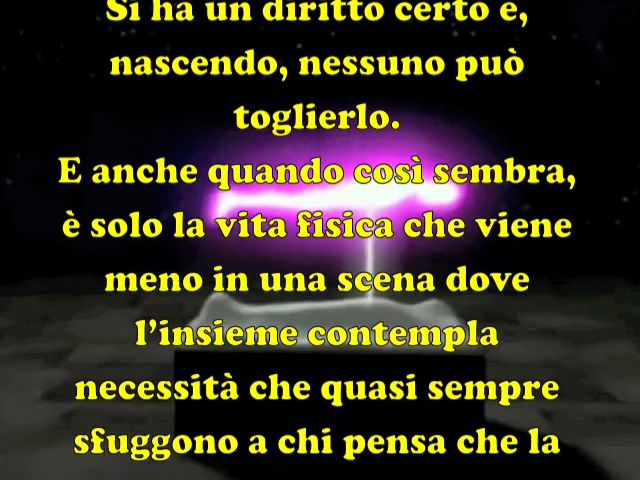 Si ha un diritto certo e,
nascendo, nessuno può
toglierlo.
E anche quando così sembra,
è solo la vita fisica che viene
meno in una scena dove
l’insieme contempla
necessità che quasi sempre
sfuggono a chi pensa che la